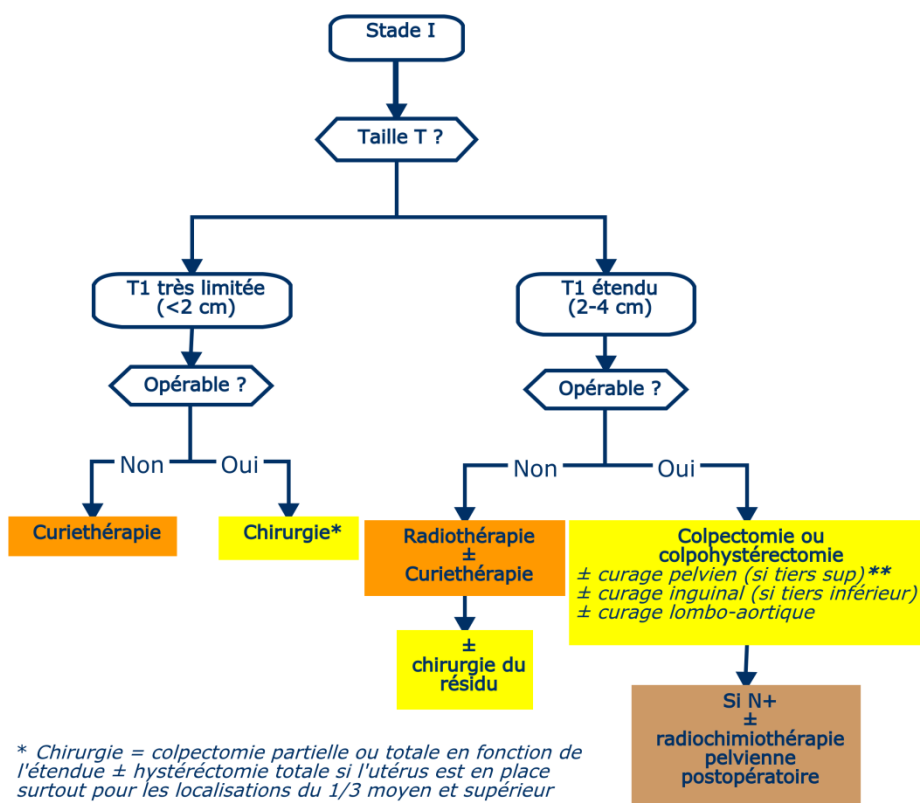 Stade I
Taille T ?
T1 très limitée
(<2 cm)
T1 étendu
(2-4 cm)
Opérable ?
Opérable ?
Non
Oui
Non
Oui
Curiethérapie
Chirurgie*
Radiothérapie
±
Curiethérapie
Colpectomie ou
colpohystérectomie
± curage pelvien (si tiers sup)**
± curage inguinal (si tiers inférieur)
± curage lombo-aortique
±
chirurgie du
résidu
Si N+
±
radiochimiothérapie
pelvienne
postopératoire
* Chirurgie = colpectomie partielle ou totale en fonction de
l'étendue ± hystéréctomie totale si l'utérus est en place
surtout pour les localisations du 1/3 moyen et supérieur